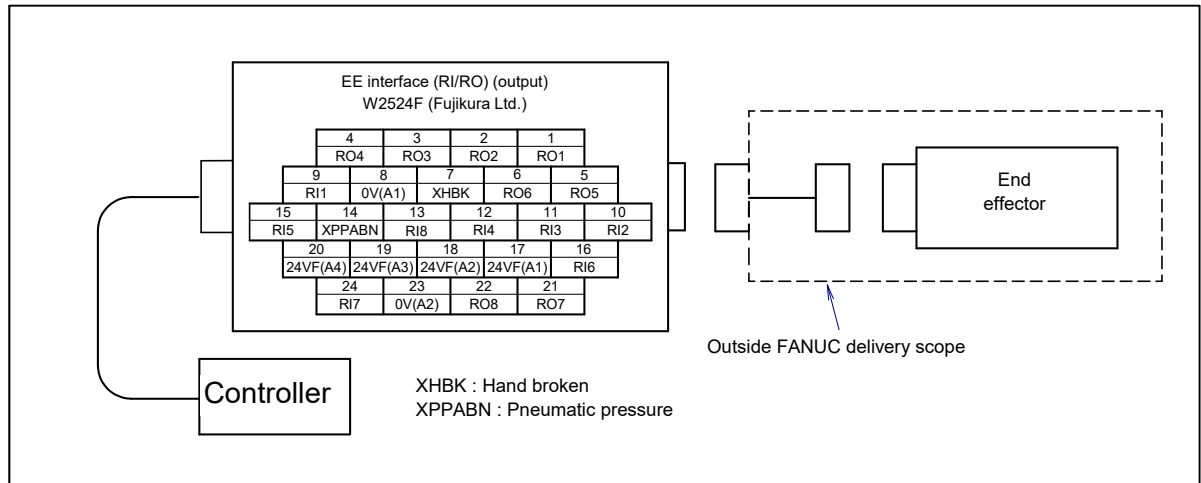 EE interface (RI/RO) (output)
W2524F (Fujikura Ltd.)
4 3 2 1
RO4 RO3 RO2 RO1
9 8 7 6 5
RI1 0V(A1) XHBK RO6 RO5
15 14 13 12 11 10
RI5 XPPABN RI8 RI4 RI3 RI2
20 19 18 17 16
24VF(A4) 24VF(A3) 24VF(A2) 24VF(A1) RI6
24 23 22 21
RI7 0V(A2) RO8 RO7
End
effector
Outside FANUC delivery scope
Controller
XHBK : Hand broken
XPPABN : Pneumatic pressure